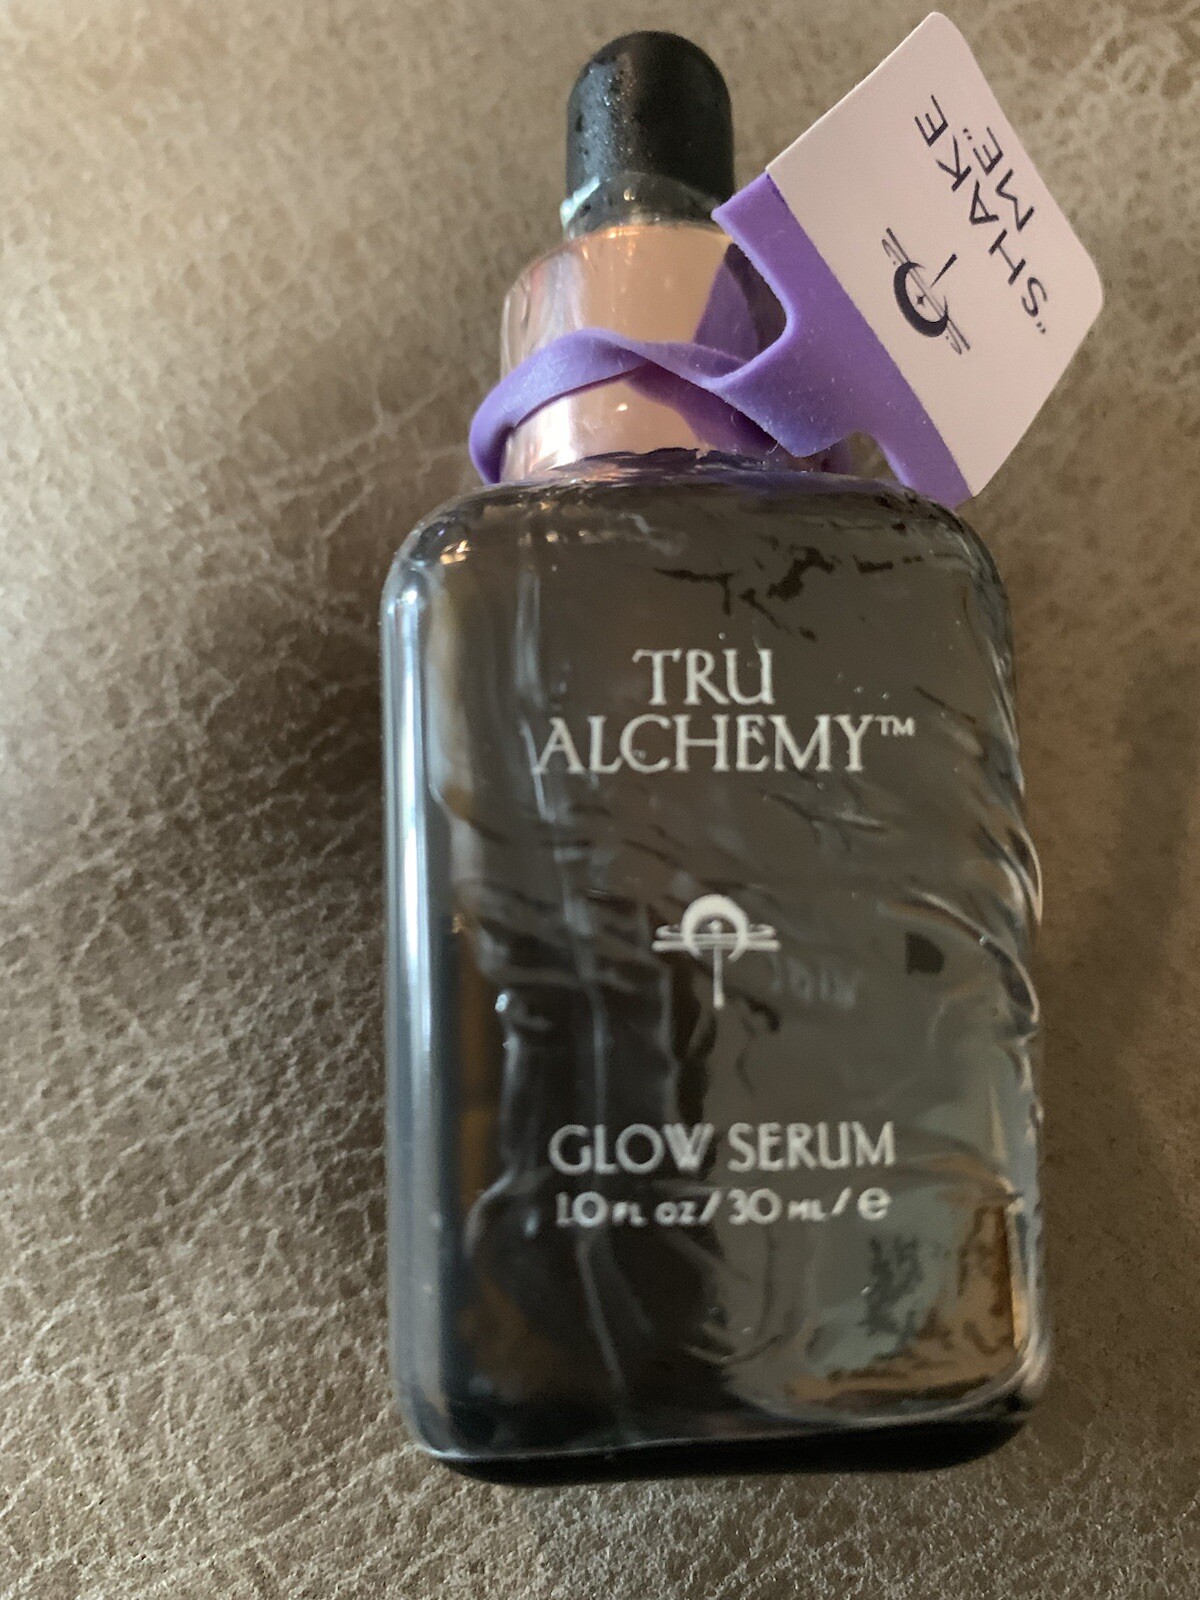 "SHAKE
ME"
TRU
ALCHEMY™
GLOW SERUM
1.0 FL OZ / 30 ML / e